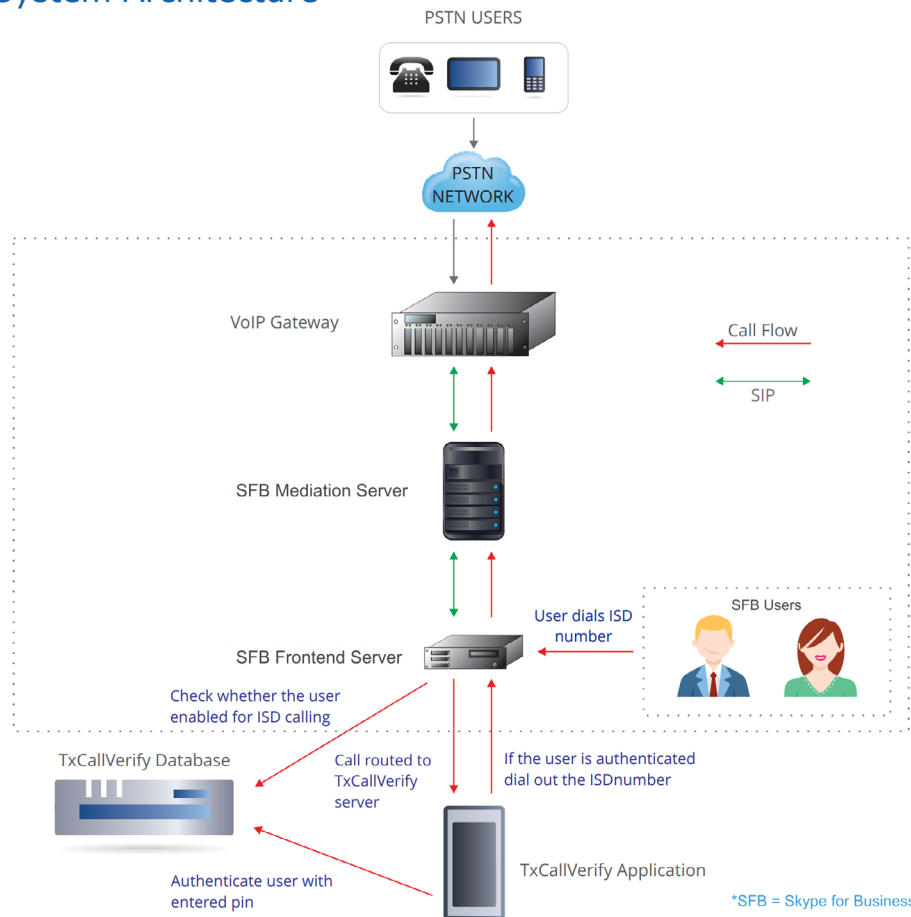 System Architecture
PSTN USERS
PSTN
NETWORK
VoIP Gateway
Call Flow
SIP
SFB Mediation Server
SFB Users
User dials ISD
number
SFB Frontend Server
Check whether the user
enabled for ISD calling
TxCallVerify Database
Call routed to
TxCallVerify
server
If the user is authenticated
dial out the ISDnumber
TxCallVerify Application
Authenticate user with
entered pin
*SFB = Skype for Business